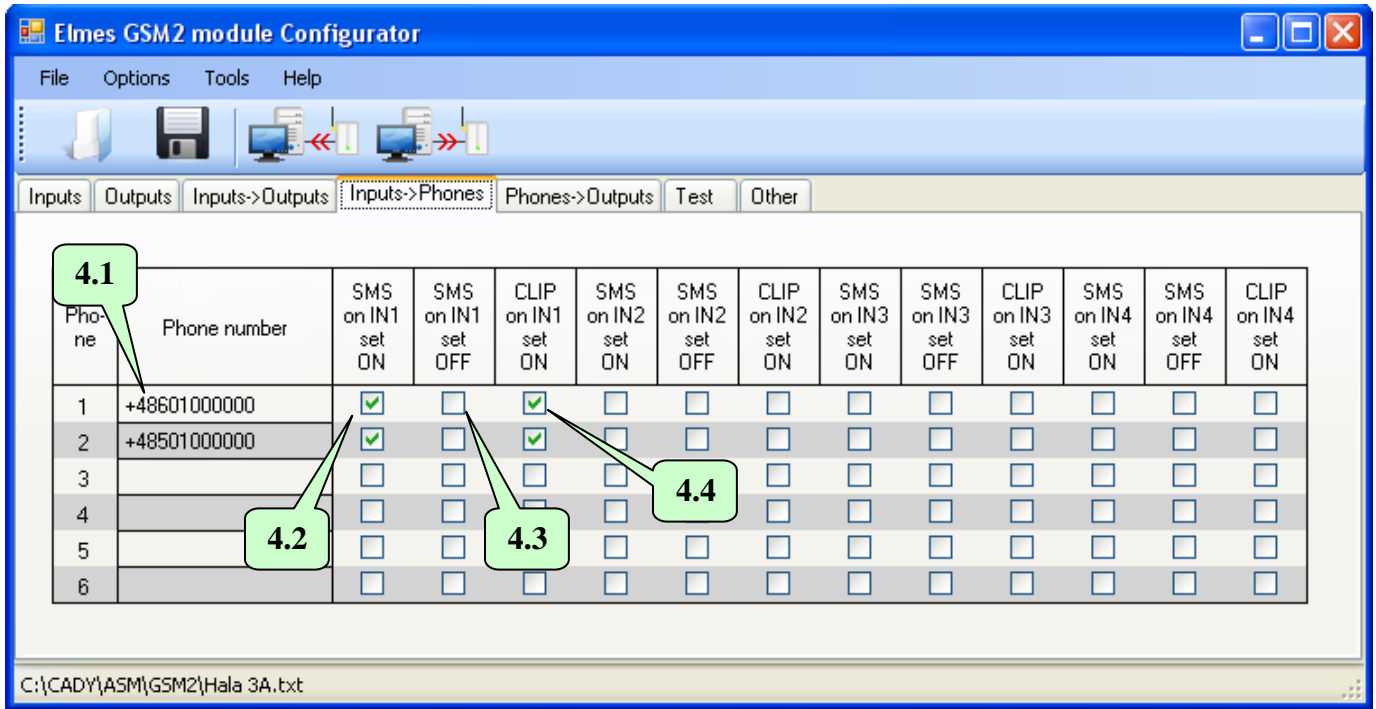 Elmes GSM2 module Configurator
File Options Tools Help
Inputs Outputs Inputs->Outputs Inputs->Phones Phones->Outputs Test Other
4.1
Pho-
ne
Phone number
SMS
on IN1
set
ON
SMS
on IN1
set
OFF
CLIP
on IN1
set
ON
SMS
on IN2
set
ON
SMS
on IN2
set
OFF
CLIP
on IN2
set
ON
SMS
on IN3
set
ON
SMS
on IN3
set
OFF
CLIP
on IN3
set
ON
SMS
on IN4
set
ON
SMS
on IN4
set
OFF
CLIP
on IN4
set
ON
1 +48601000000
2 +48501000000
3
4.4
4
4.2
4.3
5
6
C:\CADY\ASM\GSM2\Hala 3A.txt